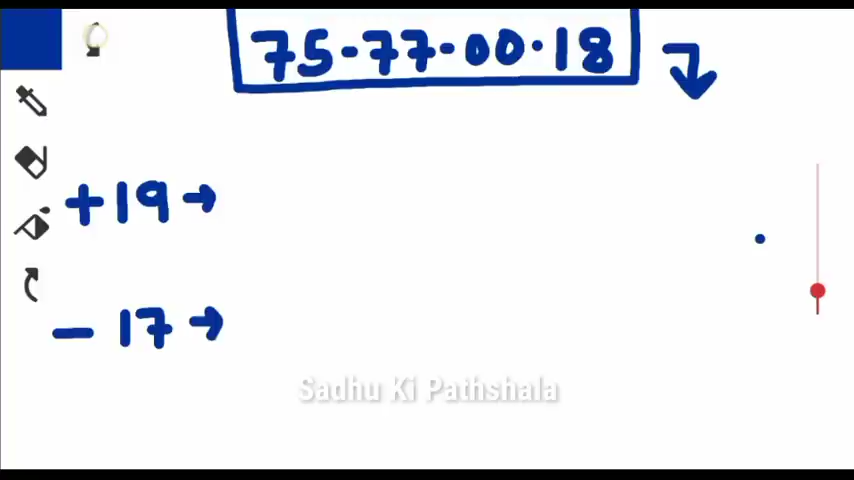 75-77-00-18
+19→
- 17→
Sadhu Ki Pathshala